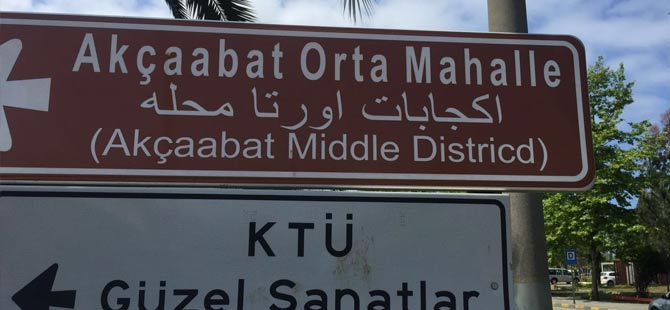 Akçaabat Orta Mahalle
اكجابات اورتا محله
(Akçaabat Middle Districd)
KTÜ
Güzel Sanatlar